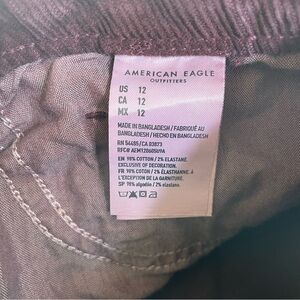 AMERICAN EAGLE
OUTFITTERS
US 12
CA 12
MX 12
MADE IN BANGLADESH / FABRIQUÉ AU
BANGLADESH / HECHO EN BANGLADESH
RN 54485/CA 03873
EN 98% COTTON / 2% ELASTANE.
EXCLUSIVE OF DECORATION.
FR 98% COTON / 2% ÉLASTHANNE. À
L'EXCEPTION DE LA GARNITURE.
SP 98% algodón / 2% elastano.